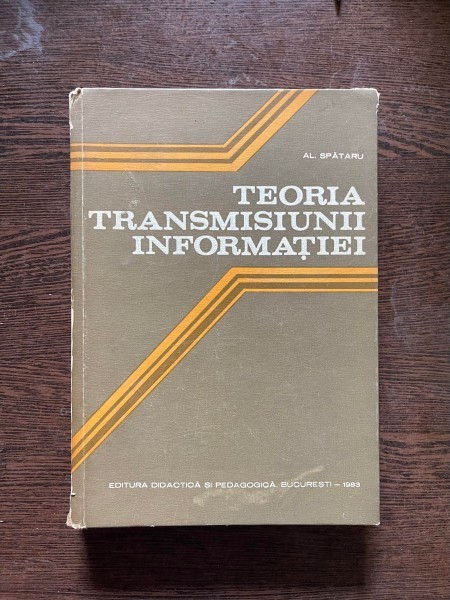 AL. SPĂTARU
TEORIA
TRANSMISIUNII
INFORMAȚIEI
EDITURA DIDACTICĂ ȘI PEDAGOGICĂ, BUCUREȘTI – 1983